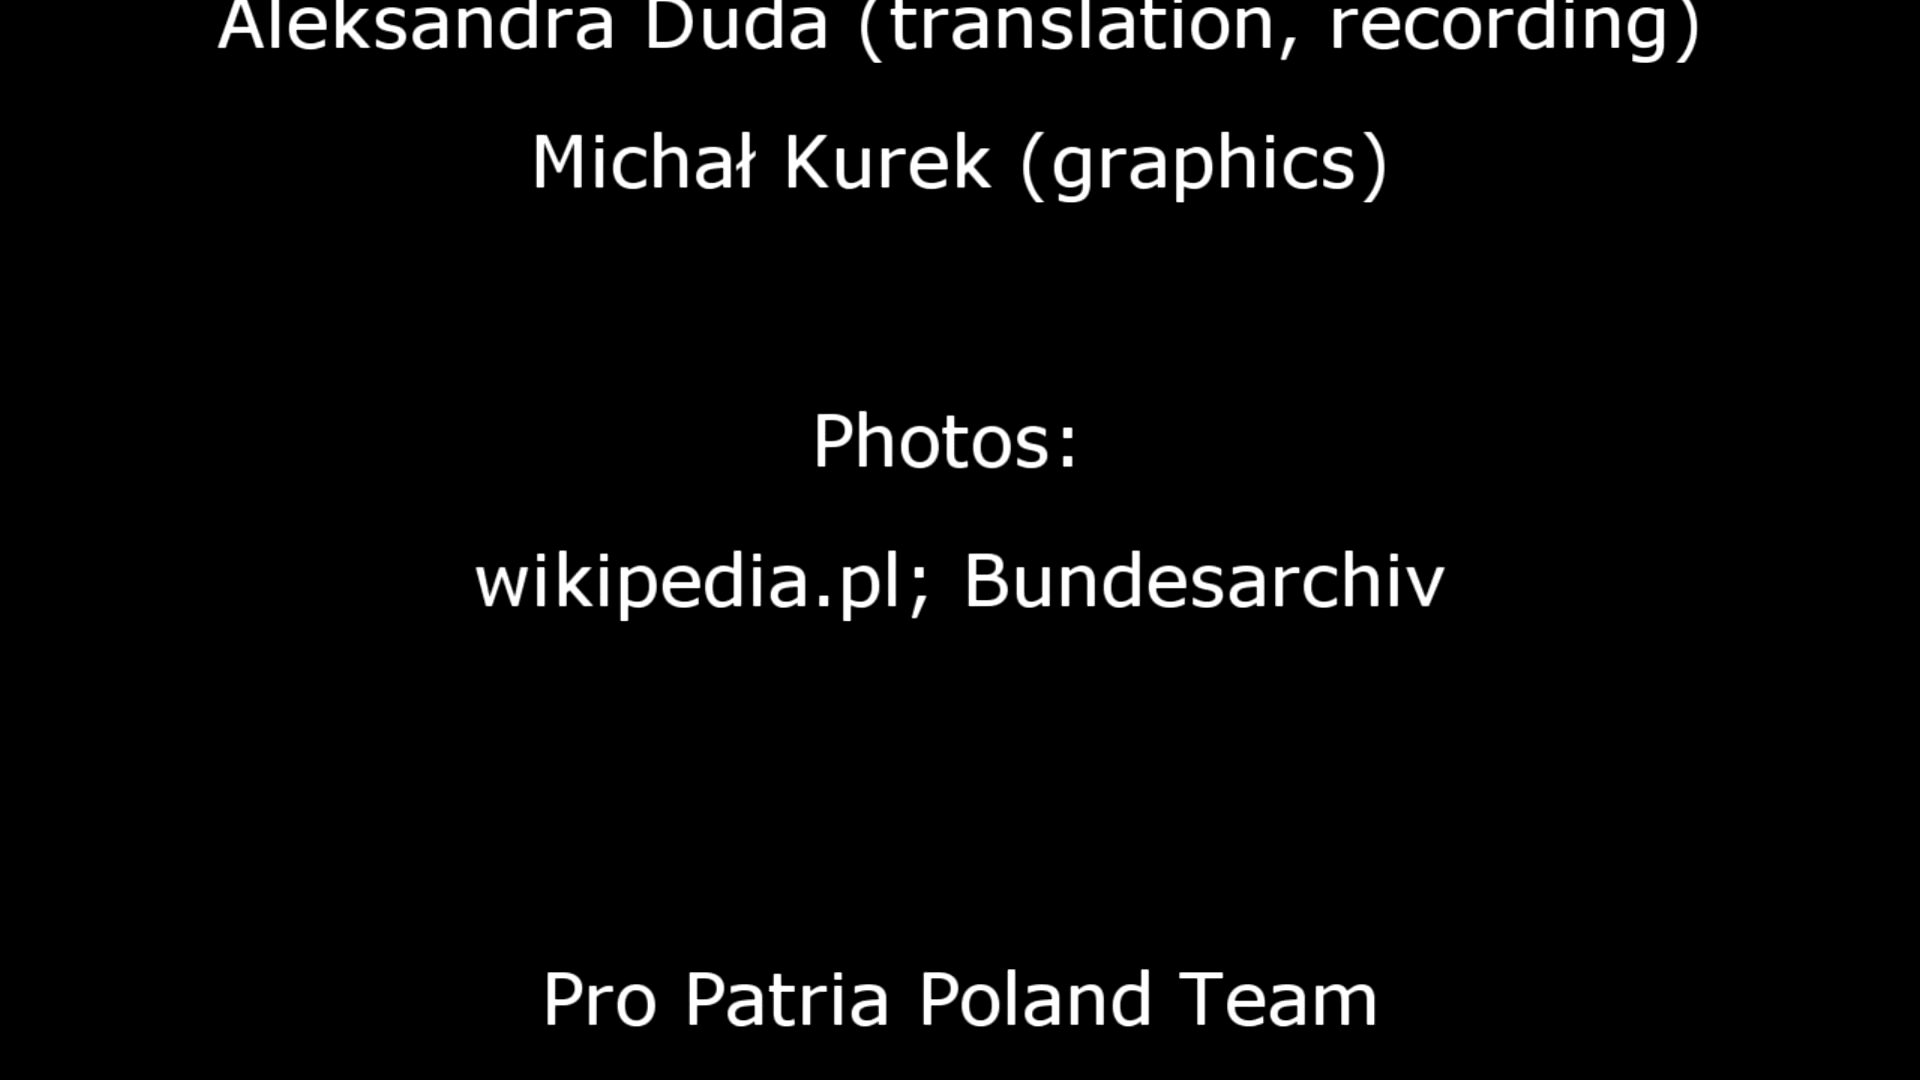 Aleksandra Duda (translation, recording)
Michał Kurek (graphics)
Photos:
wikipedia.pl; Bundesarchiv
Pro Patria Poland Team